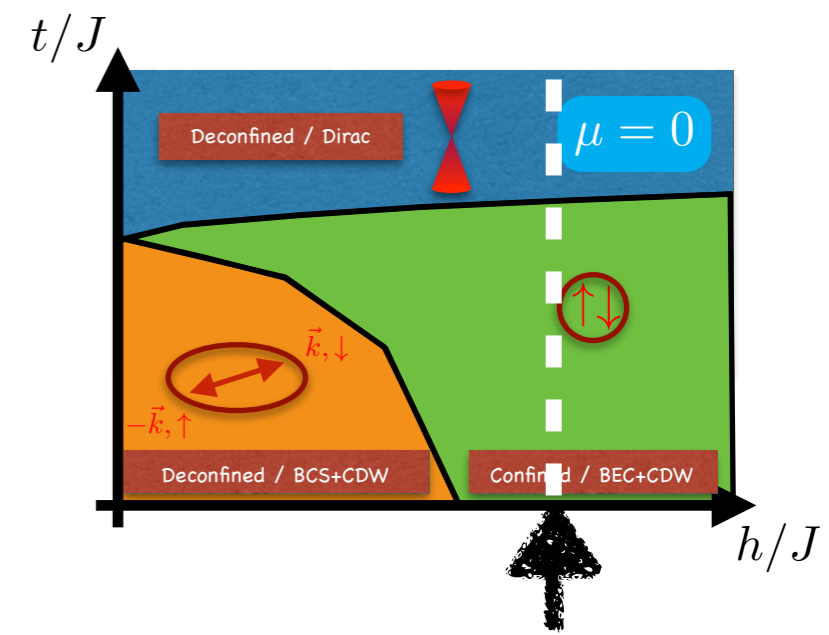 t/J
Deconfined / Dirac
μ = 0
↑↓
k⃗,↓
−k⃗,↑
Deconfined / BCS+CDW
Confined / BEC+CDW
h/J